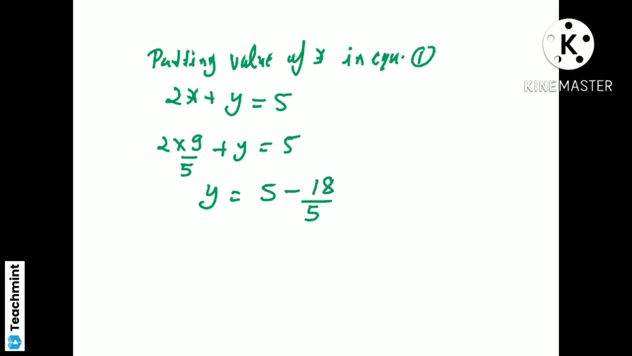 Putting value of x in equ. ①
2x + y = 5
2 x 9/5 + y = 5
y = 5 - 18/5
K
KINEMASTER
Teachmint